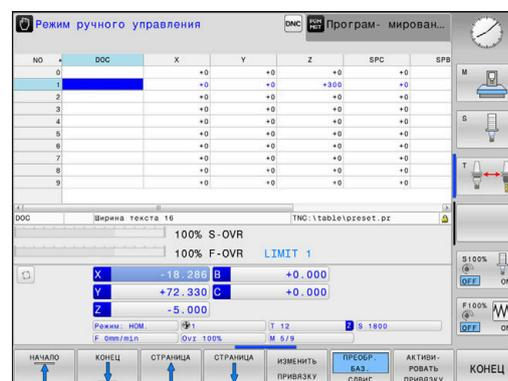 Режим ручного управления
DNC
PGM MGT
Програм- мирован...
NO DOC X Y Z SPC SPB
0 +0 +0 +0 +0
1 +0 +0 +300 +0
2 +0 +0 +0 +0
3 +0 +0 +0 +0
4 +0 +0 +0 +0
5 +0 +0 +0 +0
6 +0 +0 +0 +0
7 +0 +0 +0 +0
8 +0 +0 +0 +0
9 +0 +0 +0 +0
DOC Ширина текста 16 TNC:\table\preset.pr
100% S-OVR
100% F-OVR LIMIT 1
X -18.286 B +0.000
Y +72.330 C +0.000
Z -5.000
Режим: НОМ. 1 T 12 Z S 1800
F 0mm/min Ovr 100% M 5/9
M
S
T
S100%
OFF ON
F100%
OFF ON
НАЧАЛО
КОНЕЦ
СТРАНИЦА
СТРАНИЦА
ИЗМЕНИТЬ
ПРИВЯЗКУ
ПРЕОБР.
БАЗ.
СДВИГ
АКТИВИ-
РОВАТЬ
ПРИВЯЗКУ
КОНЕЦ